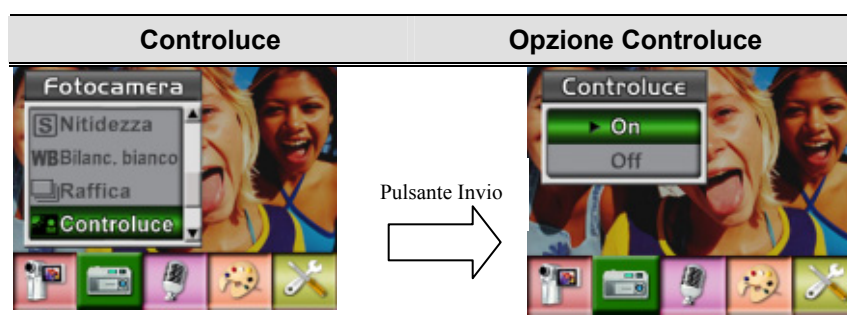 Controluce
Opzione Controluce
Fotocamera
S Nitidezza
WB Bilanc. bianco
Raffica
Controluce
Pulsante Invio
Controluce
On
Off